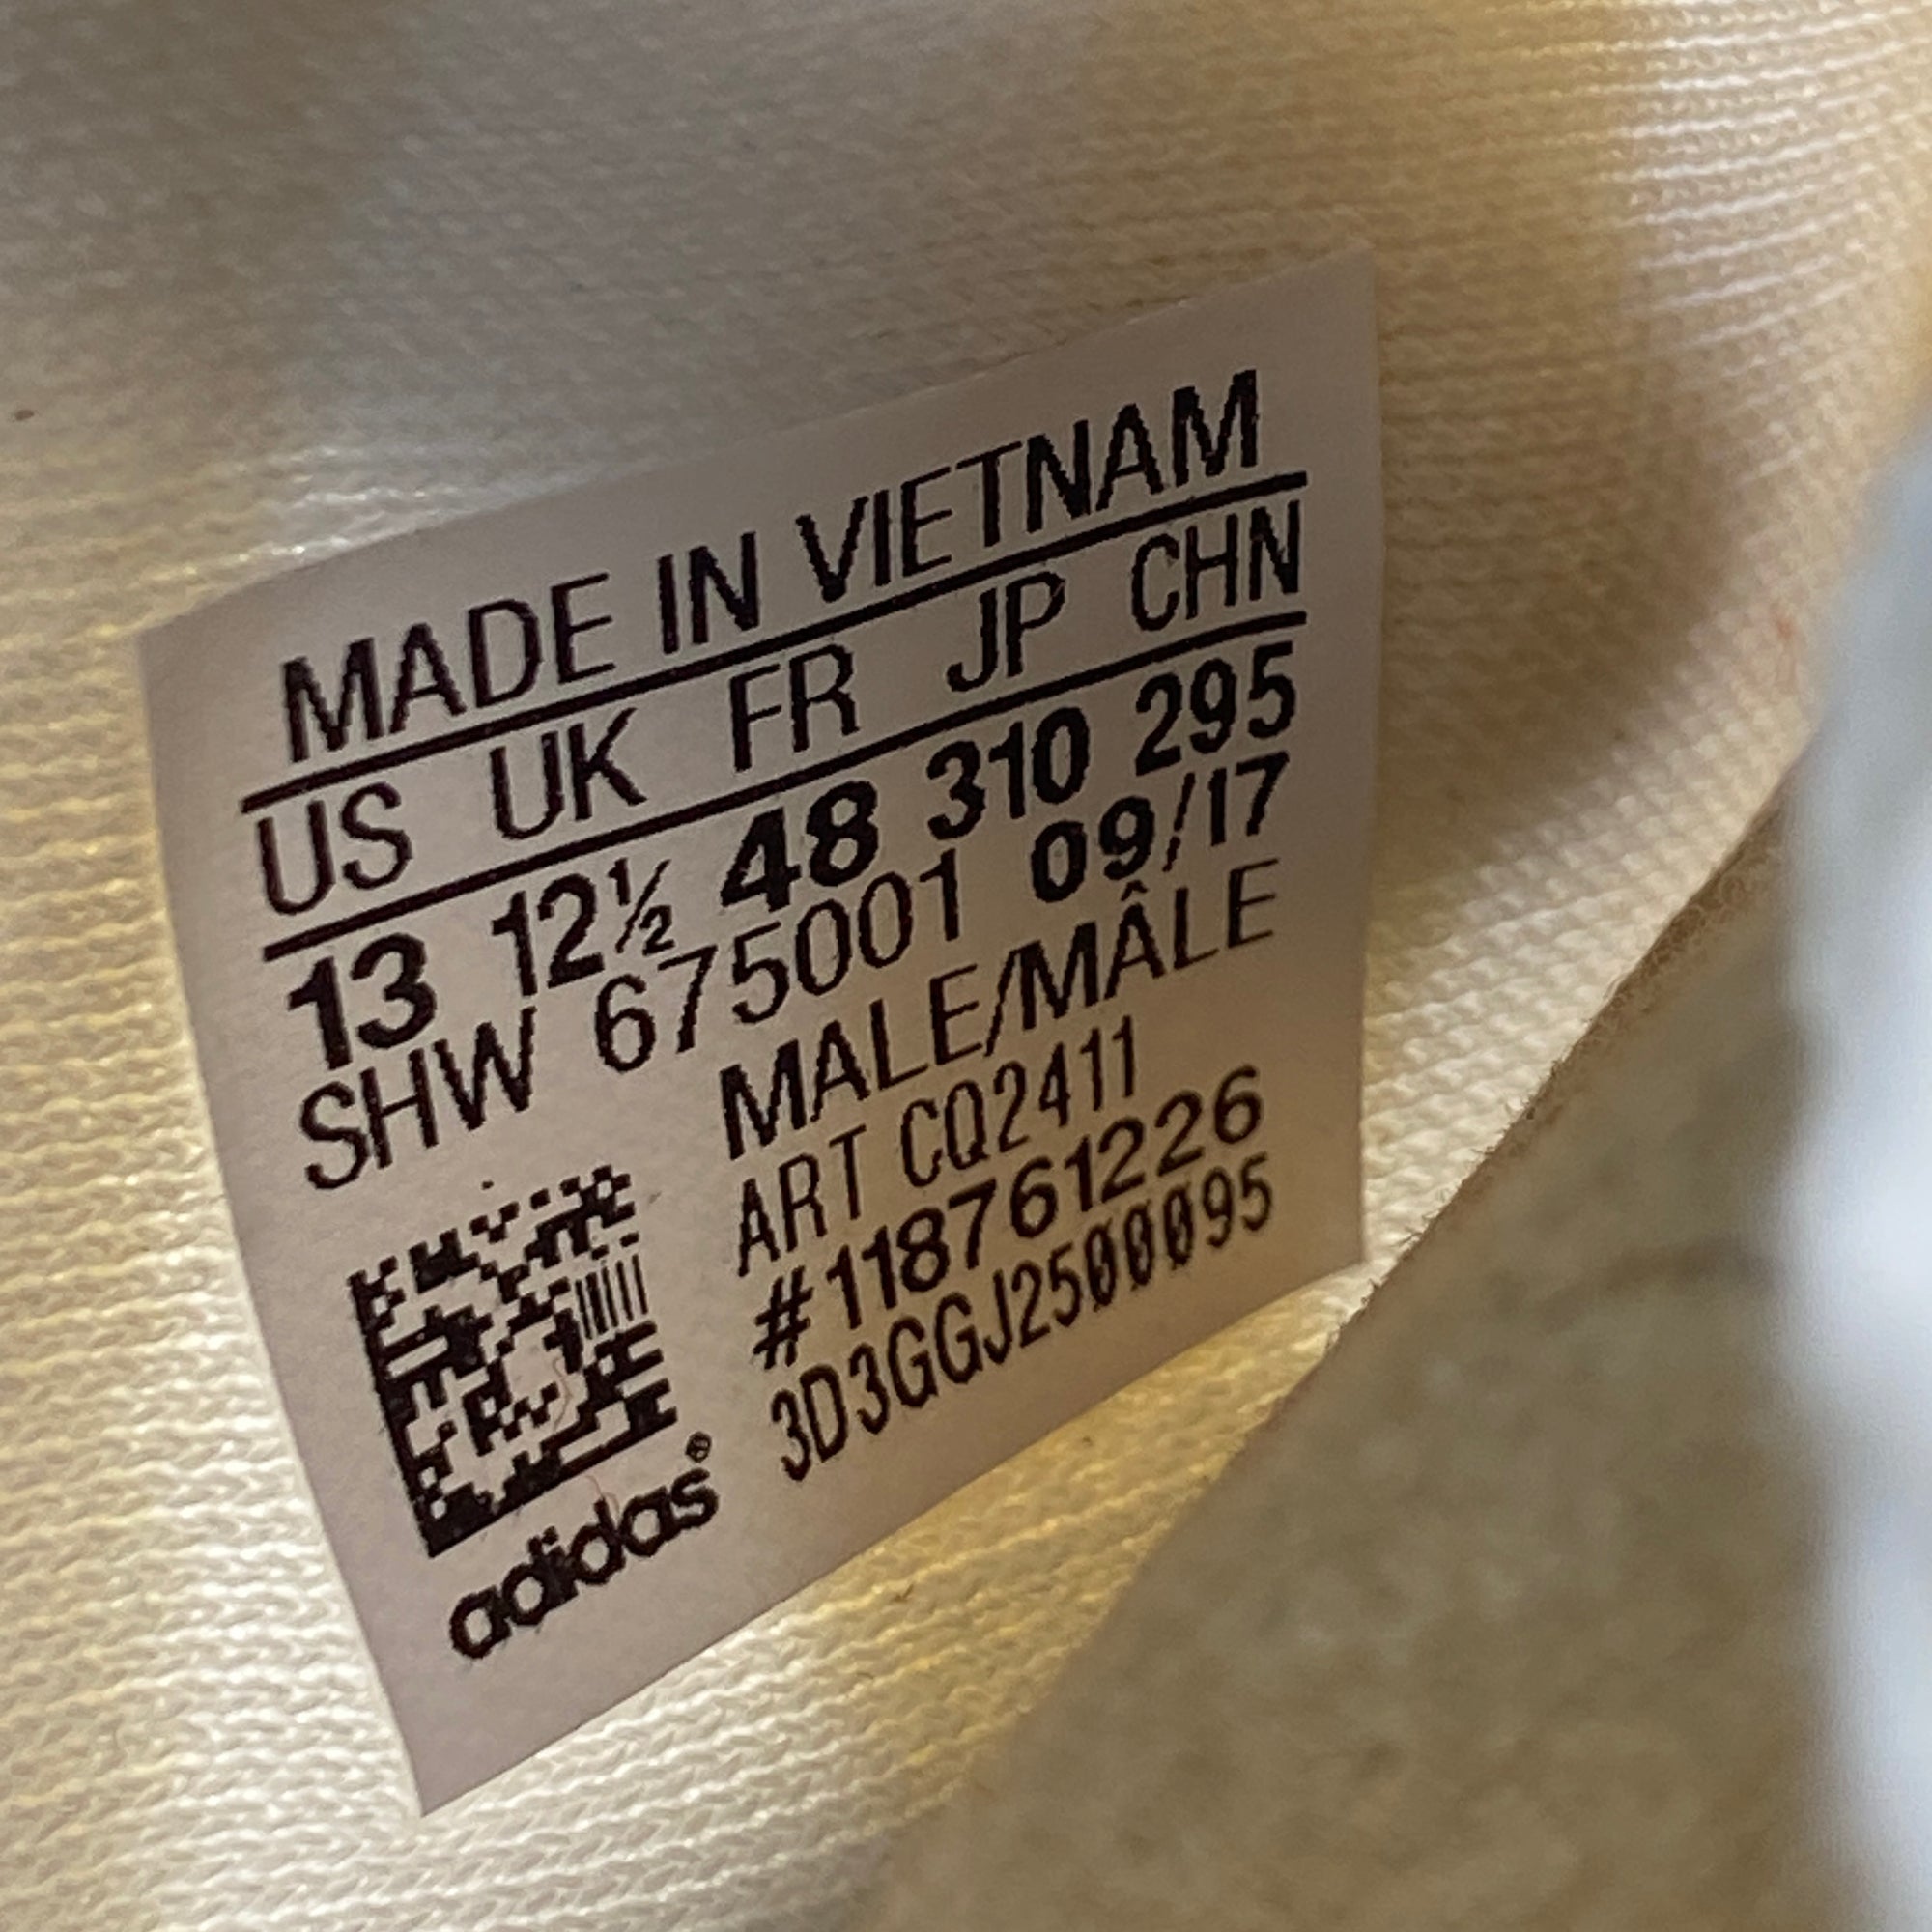 MADE IN VIETNAM
US UK FR JP CHN
13 12½ 48 310 295
SHW 675001 09/17
MALE/MÂLE
ART CQ2411
#118761226
3D3GGJ2500095
adidas®